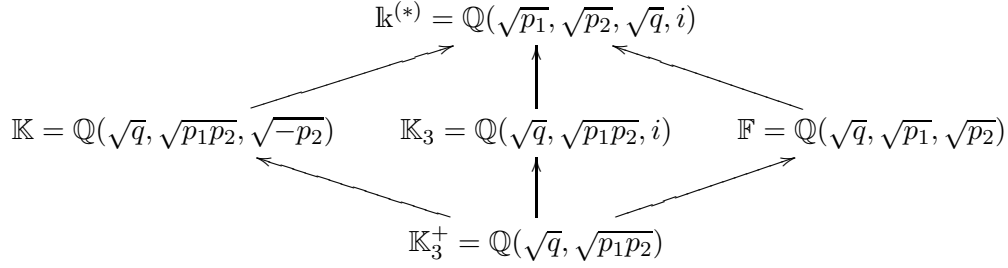 𝕜^(*) = ℚ(√p₁, √p₂, √q, i)
𝕂 = ℚ(√q, √p₁p₂, √−p₂) 𝕂₃ = ℚ(√q, √p₁p₂, i) 𝔽 = ℚ(√q, √p₁, √p₂)
𝕂₃⁺ = ℚ(√q, √p₁p₂)